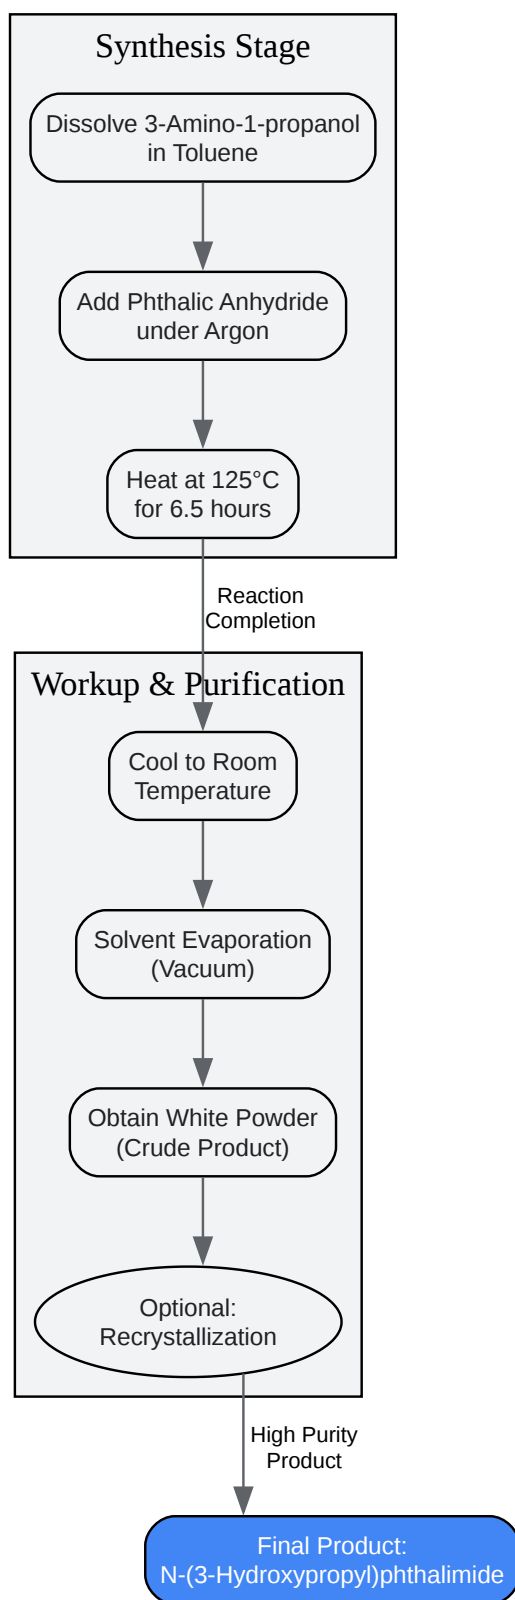 Synthesis Stage
Dissolve 3-Amino-1-propanol
in Toluene
Add Phthalic Anhydride
under Argon
Heat at 125°C
for 6.5 hours
Reaction
Completion
Workup & Purification
Cool to Room
Temperature
Solvent Evaporation
(Vacuum)
Obtain White Powder
(Crude Product)
Optional:
Recrystallization
High Purity
Product
Final Product:
N-(3-Hydroxypropyl)phthalimide